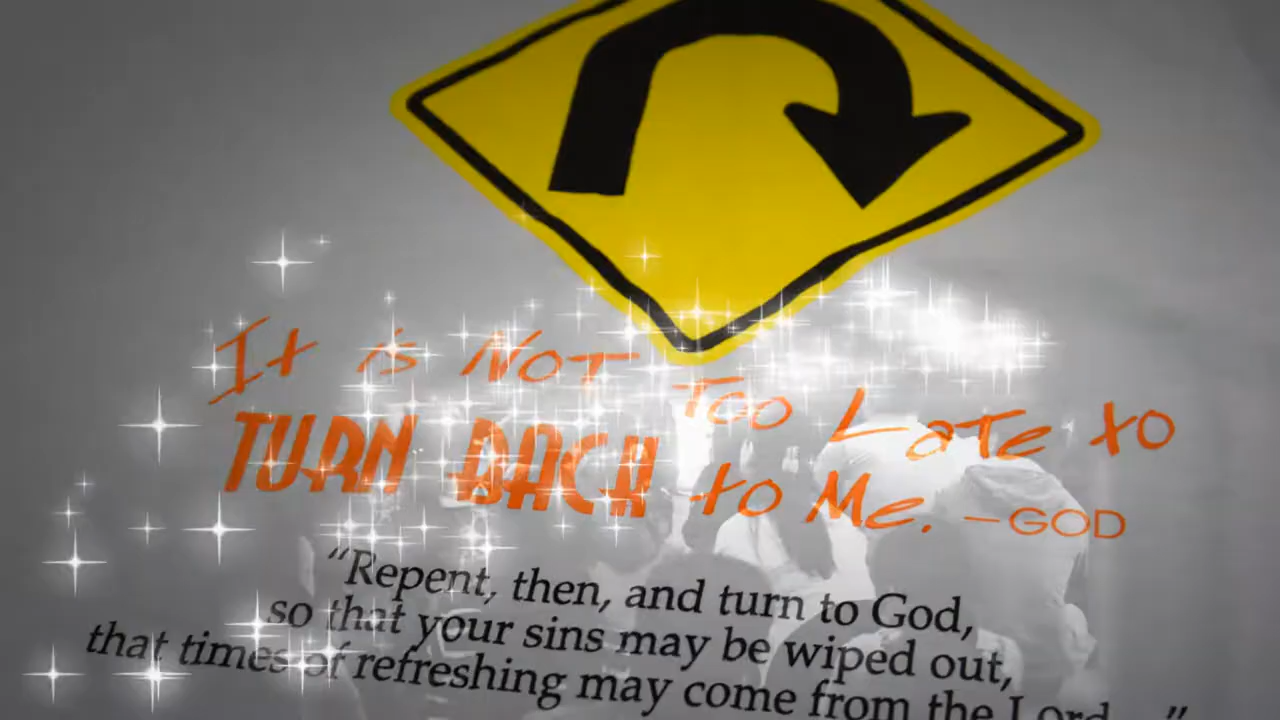 It is NOT Too LaTe to
TURN BACK to Me. –GOD
“Repent, then, and turn to God,
so that your sins may be wiped out,
that times of refreshing may come from the Lord...”